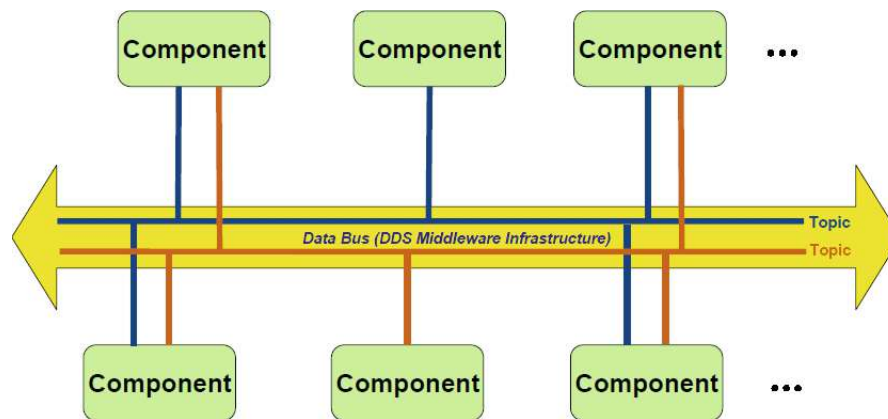 Component
Component
Component
...
Topic
Data Bus (DDS Middleware Infrastructure)
Topic
Component
Component
Component
...